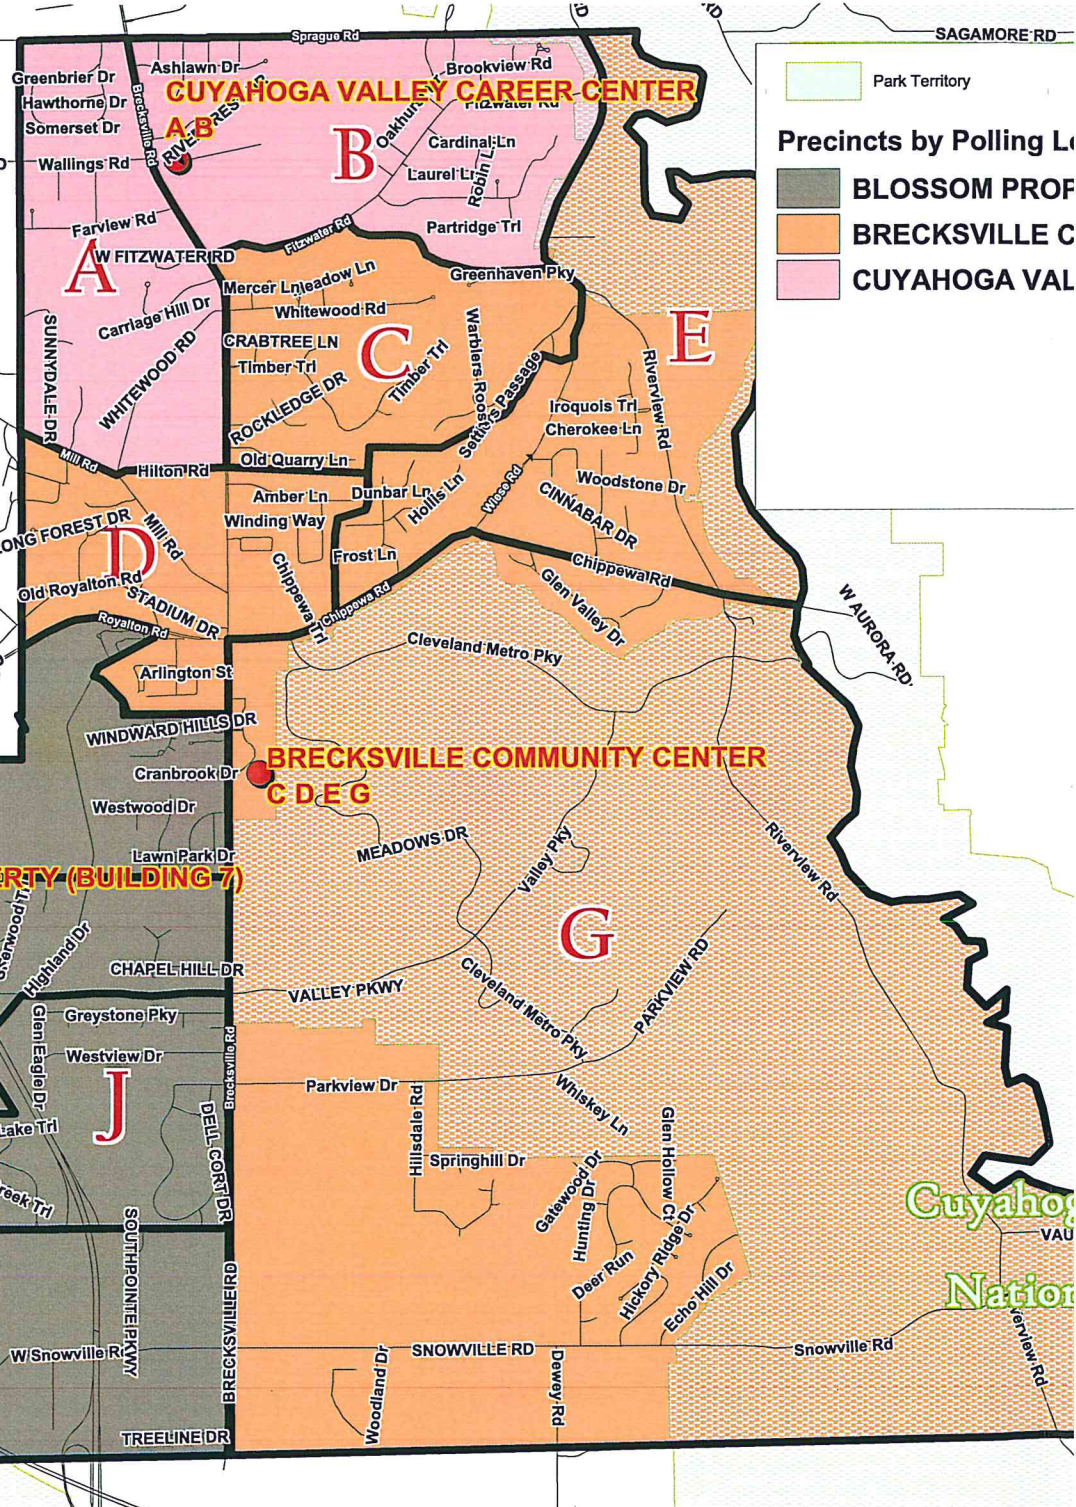 Sprague Rd
SAGAMORE RD
Park Territory
Precincts by Polling
BLOSSOM
BRECKSVILLE
CUYAHOGA
Greenbrier Dr
Ashlawn Dr
Brookview Rd
CUYAHOGA VALLEY CAREER CENTER
A B
Hawthorne Dr
Somerset Dr
Brecksville Rd
Fitzwater Rd
Wallings Rd
B
Cardinal Ln
Laurel Ln
Robin L
Farview Rd
Partridge Trl
A
W FITZWATER RD
Fitzwater Rd
Greenhaven Pky
Mercer Ln
leadow Ln
Whitewood Rd
Carriage Hill Dr
SUNNYDALE DR
WHITEWOOD RD
CRABTREE LN
C
E
Timber Trl
Timber Trl
ROCKLEDGE DR
Settlers Passage
Riverview Rd
Iroquois Trl
Cherokee Ln
Mill Rd
Hilton Rd
Old Quarry Ln
Amber Ln
Dunbar Ln
Hollis Ln
Wiese Rd
Woodstone Dr
CINNABAR DR
Winding Way
LONG FOREST DR
Mill Rd
D
Frost Ln
Chippewa Rd
Chippewa Rd
Old Royalton Rd
STADIUM DR
Royalton Rd
Chippewa Trl
Glen Valley Dr
W AURORA RD
Cleveland Metro Pky
Arlington St
WINDWARD HILLS DR
BRECKSVILLE COMMUNITY CENTER
C D E G
Cranbrook Dr
Westwood Dr
MEADOWS DR
Valley Pky
Riverview Rd
Lawn Park Dr
ERTY (BUILDING 7)
Highland Dr
G
CHAPEL HILL DR
VALLEY PKWY
Cleveland Metro Pky
PARKVIEW RD
Greystone Pky
Glen Eagle Dr
Westview Dr
Brecksville Rd
J
Parkview Dr
Hillsdale Rd
Whiskey Ln
Lake Trl
DELL CORT DR
Glen Hollow Ct
Springhill Dr
Gatewood Dr
Hunting Dr
reek Trl
SOUTHPOINTE PKWY
Deer Run
Hickory Ridge Dr
Echo Hill Dr
Cuyahog
VAU
Nation
BRECKSVILLE RD
W Snowville Rd
SNOWVILLE RD
Snowville Rd
verview Rd
Woodland Dr
Dewey Rd
TREELINE DR